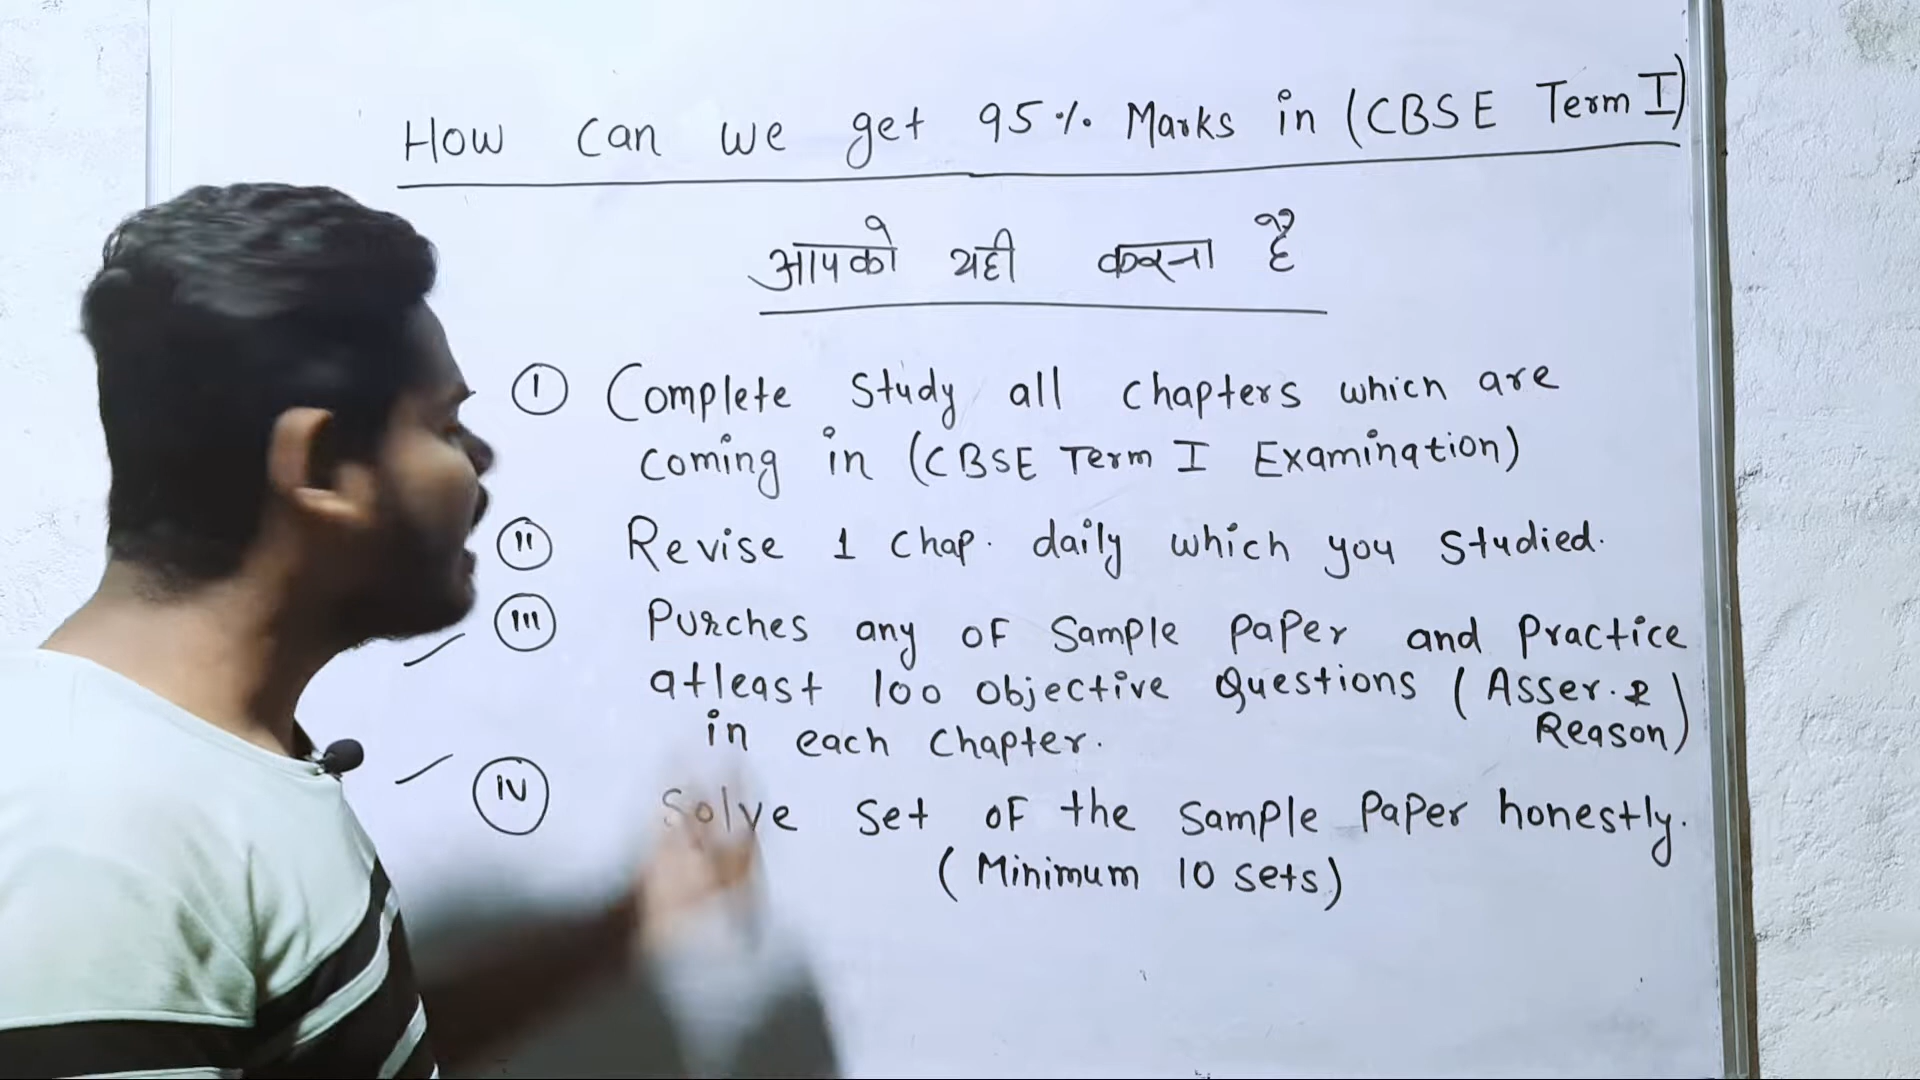 How can we get 95% Marks in (CBSE Term I)
आपको यही करना है
I Complete study all chapters which are
coming in (CBSE Term I Examination)
II Revise 1 chap. daily which you studied.
III Purches any of Sample Paper and Practice
atleast 100 objective Questions (Asser. &
in each chapter. Reason)
IV Solve set of the Sample Paper honestly.
(Minimum 10 sets)